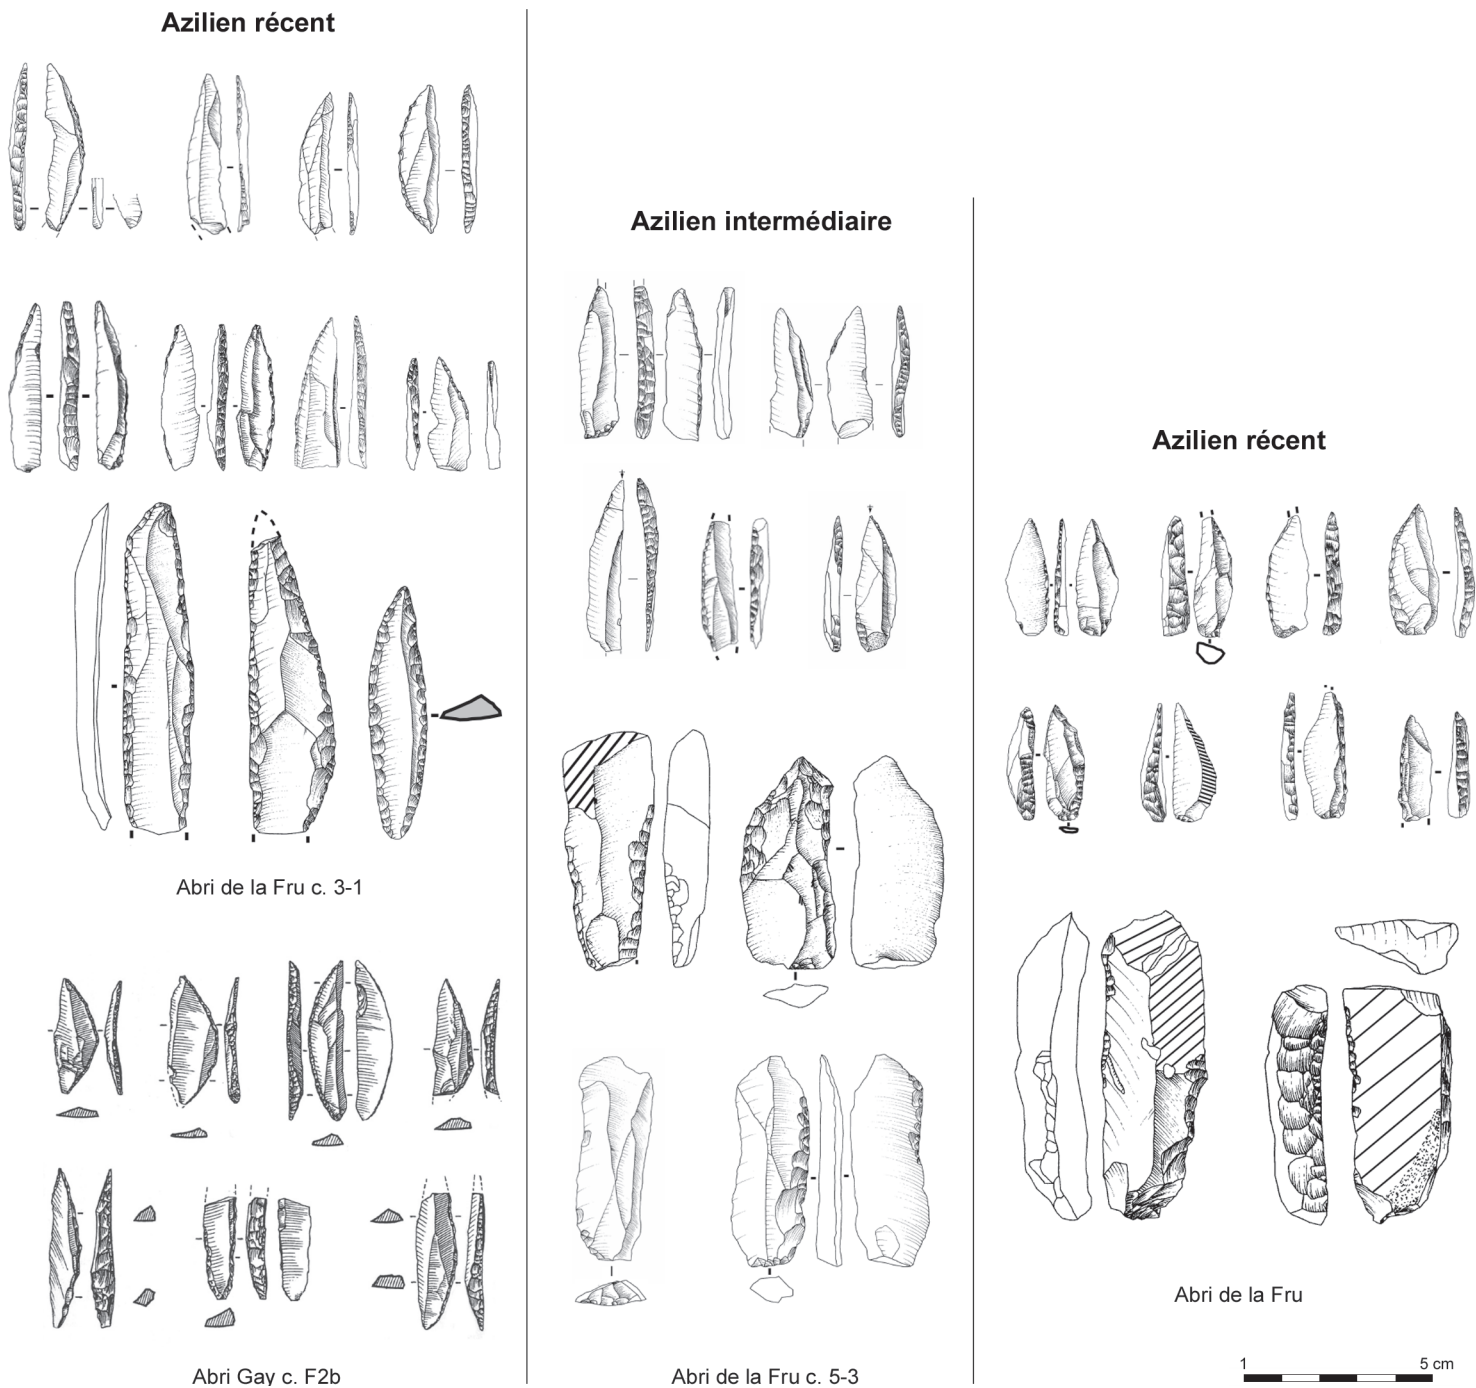 Azilien récent
Abri de la Fru c. 3-1
Abri Gay c. F2b
Azilien intermédiaire
Abri de la Fru c. 5-3
Azilien récent
Abri de la Fru
1 5 cm